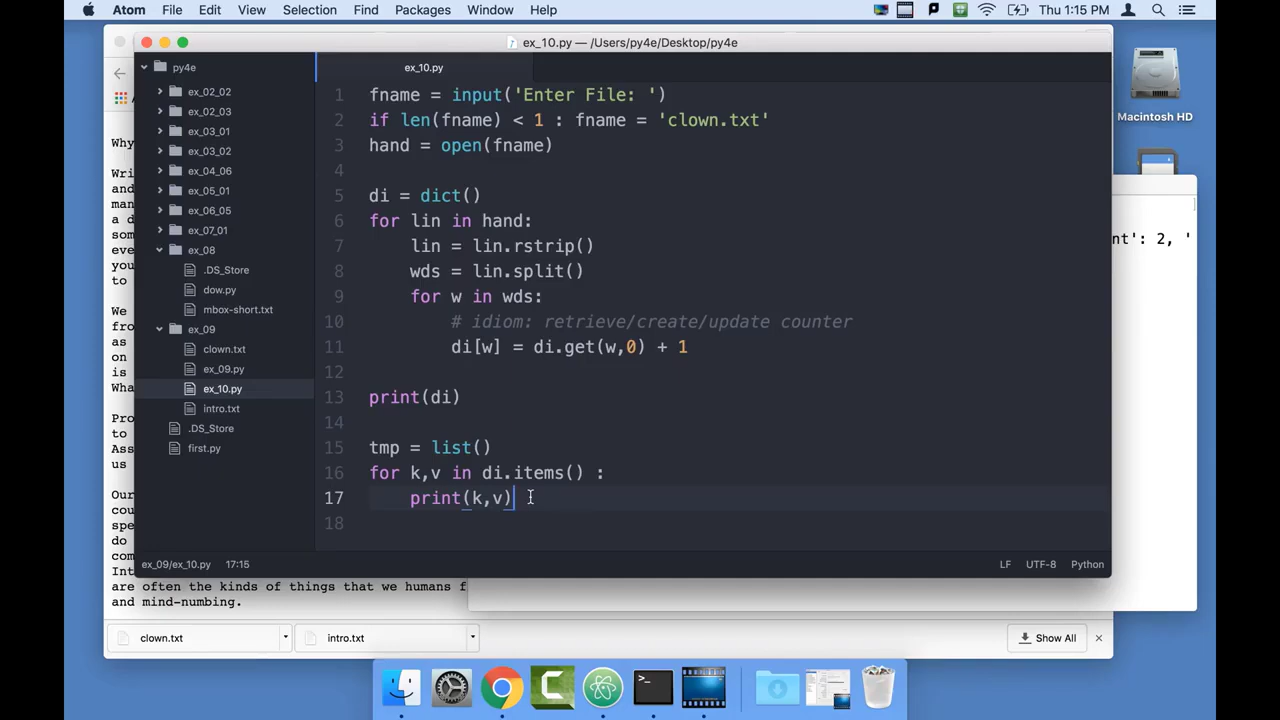 Atom File Edit View Selection Find Packages Window Help
Thu 1:15 PM
ex_10.py — /Users/py4e/Desktop/py4e
py4e
ex_02_02
ex_02_03
ex_03_01
ex_03_02
ex_04_06
ex_05_01
ex_06_05
ex_07_01
ex_08
.DS_Store
dow.py
mbox-short.txt
ex_09
clown.txt
ex_09.py
ex_10.py
intro.txt
.DS_Store
first.py
ex_10.py
1 fname = input('Enter File: ')
2 if len(fname) < 1 : fname = 'clown.txt'
3 hand = open(fname)
4
5 di = dict()
6 for lin in hand:
7 lin = lin.rstrip()
8 wds = lin.split()
9 for w in wds:
10 # idiom: retrieve/create/update counter
11 di[w] = di.get(w,0) + 1
12
13 print(di)
14
15 tmp = list()
16 for k,v in di.items() :
17 print(k,v)
18
ex_09/ex_10.py 17:15
LF UTF-8 Python
Macintosh HD
nt': 2, '
Why
Wri
and
man
a d
som
eve
you
to
We
fro
as
on
is
Wha
Pro
to
Ass
us
Our
cou
spe
do
com
Int
are often the kinds of things that we humans f
and mind-numbing.
clown.txt
intro.txt
Show All